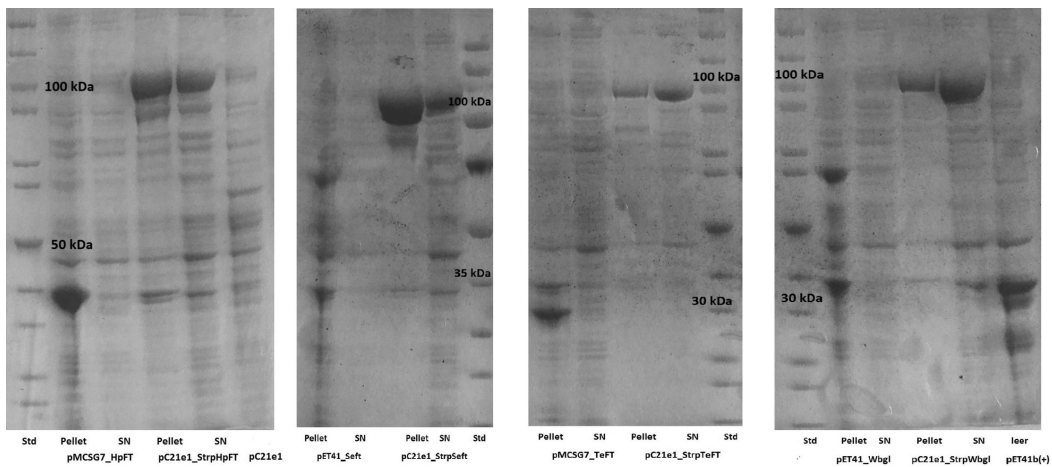 100 kDa
50 kDa
Std Pellet SN Pellet SN
pMCSG7_HpFT pC21e1_StrpHpFT pC21e1
100 kDa
35 kDa
Pellet SN Pellet SN Std
pET41_Seft pC21e1_StrpSeft
100 kDa
30 kDa
Pellet SN Pellet SN Std
pMCSG7_TeFT pC21e1_StrpTeFT
100 kDa
30 kDa
Std Pellet SN Pellet SN leer
pET41_Wbgl pC21e1_StrpWbgl pET41b(+)